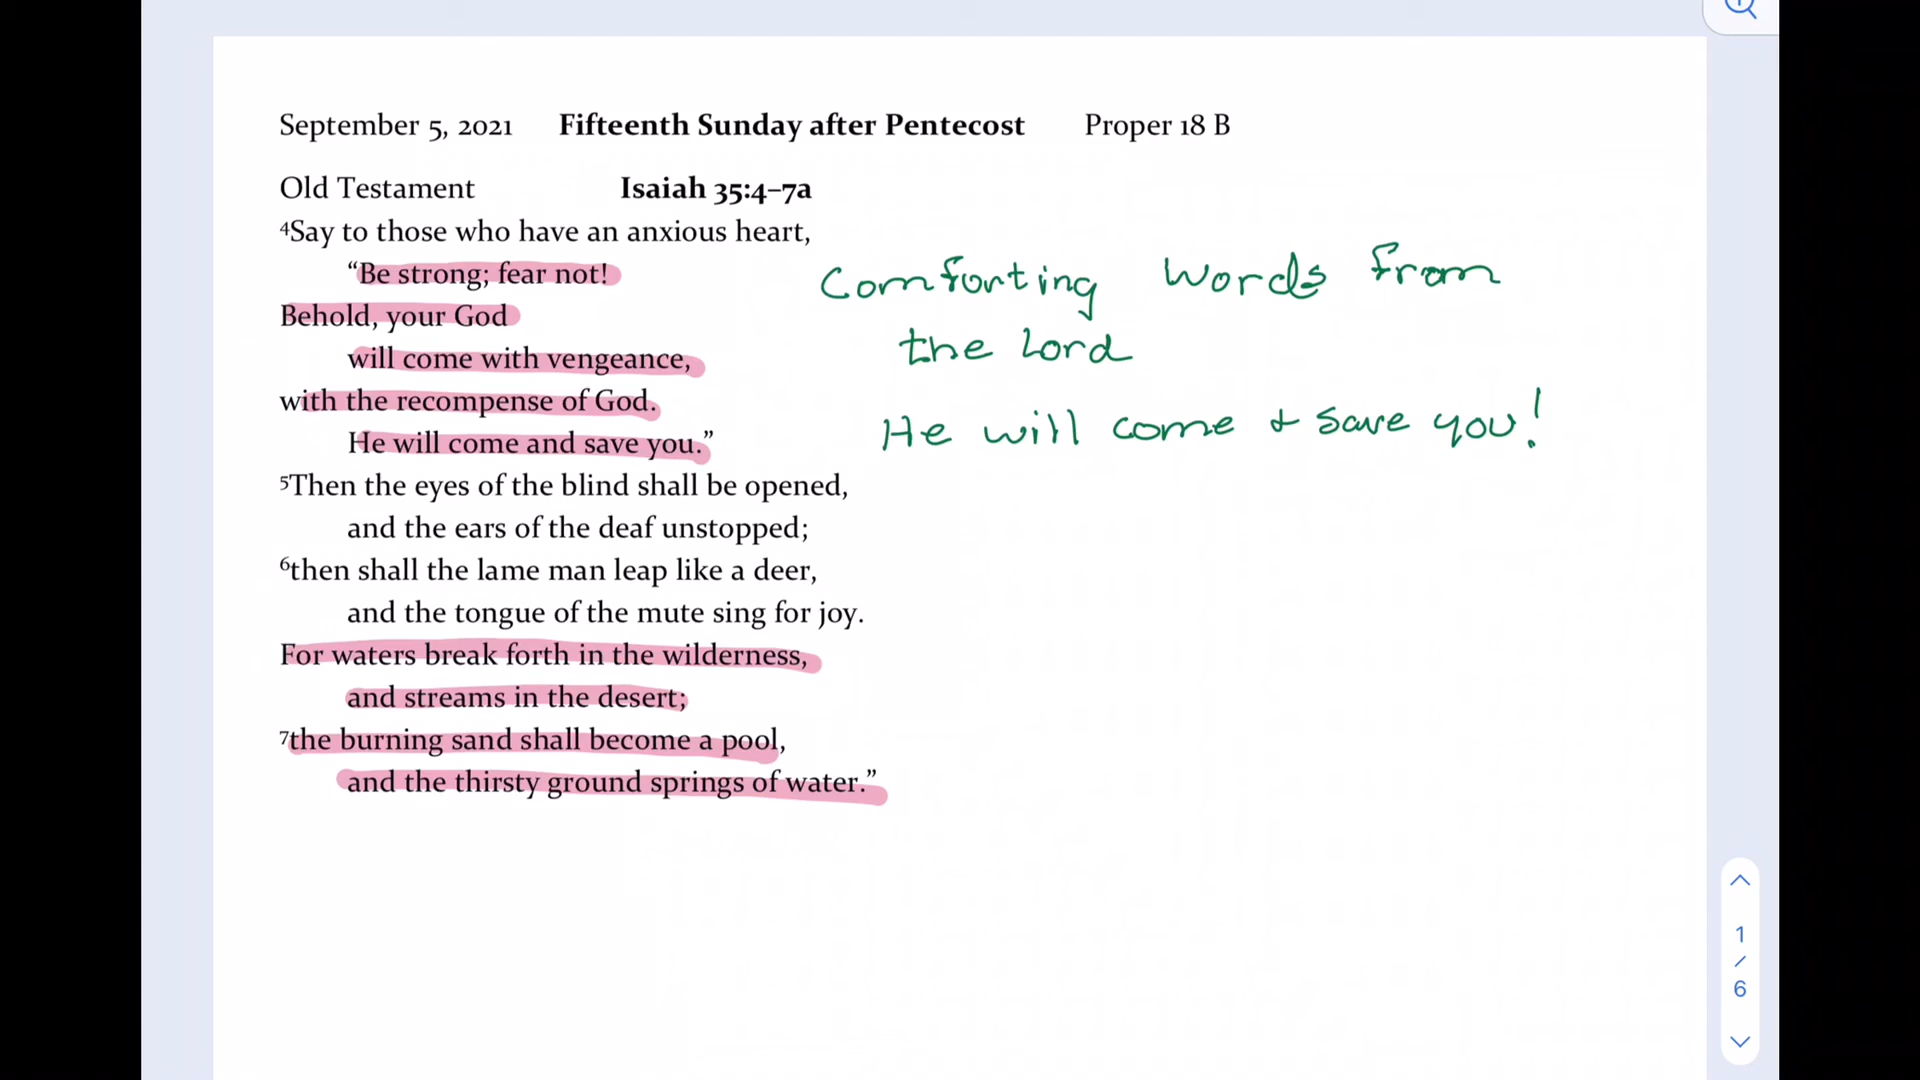 September 5, 2021 Fifteenth Sunday after Pentecost Proper 18 B
Old Testament Isaiah 35:4–7a
4Say to those who have an anxious heart,
“Be strong; fear not!
Behold, your God
will come with vengeance,
with the recompense of God.
He will come and save you.”
5Then the eyes of the blind shall be opened,
and the ears of the deaf unstopped;
6then shall the lame man leap like a deer,
and the tongue of the mute sing for joy.
For waters break forth in the wilderness,
and streams in the desert;
7the burning sand shall become a pool,
and the thirsty ground springs of water.”
Comforting words from
the Lord
He will come & save you!
1
/
6